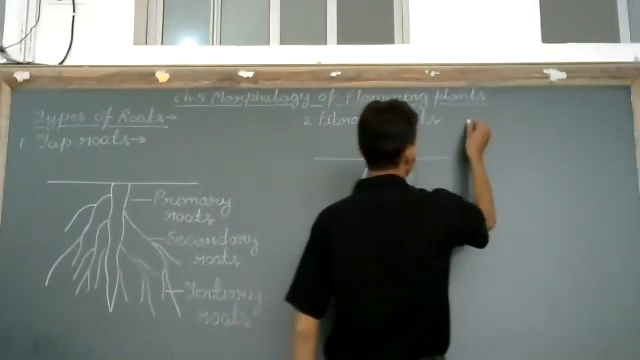 Ch.5 Morphology of Flowering plants
Types of Roots→
1. Tap roots→
Primary
roots
Secondary
roots
Tertiary
roots
2.